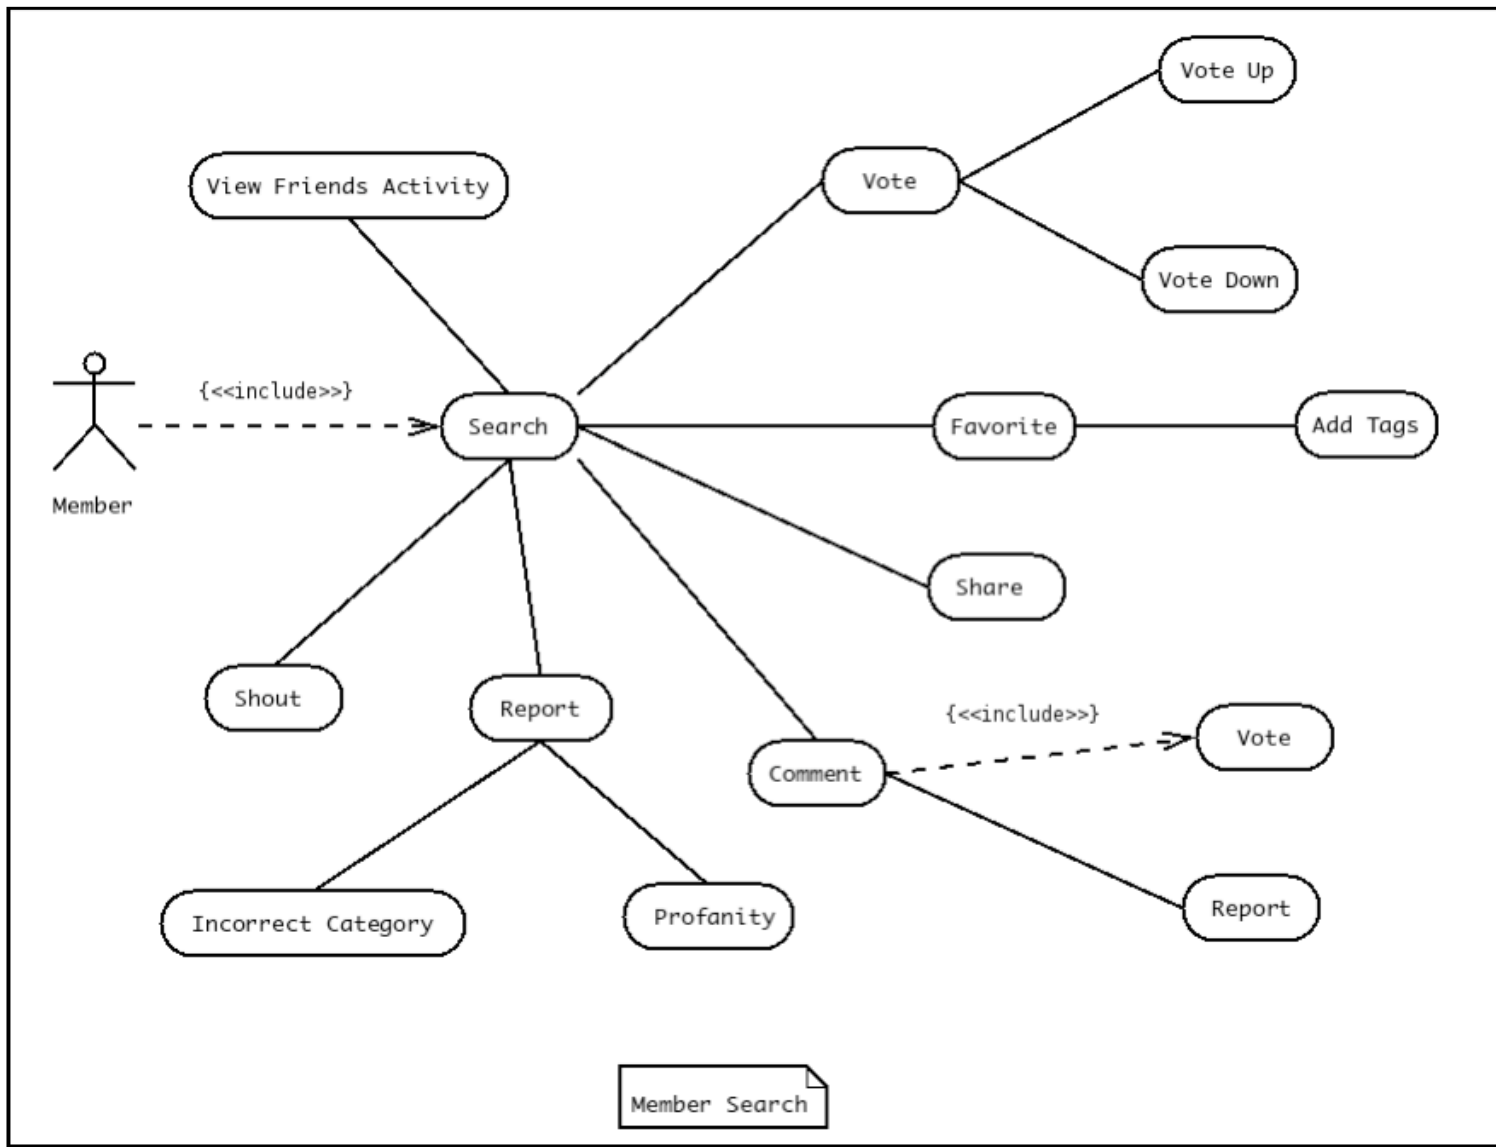 Vote Up
View Friends Activity
Vote
Vote Down
{<<include>>}
Search
Favorite
Add Tags
Member
Share
Shout
Report
{<<include>>}
Vote
Comment
Incorrect Category
Profanity
Report
Member Search